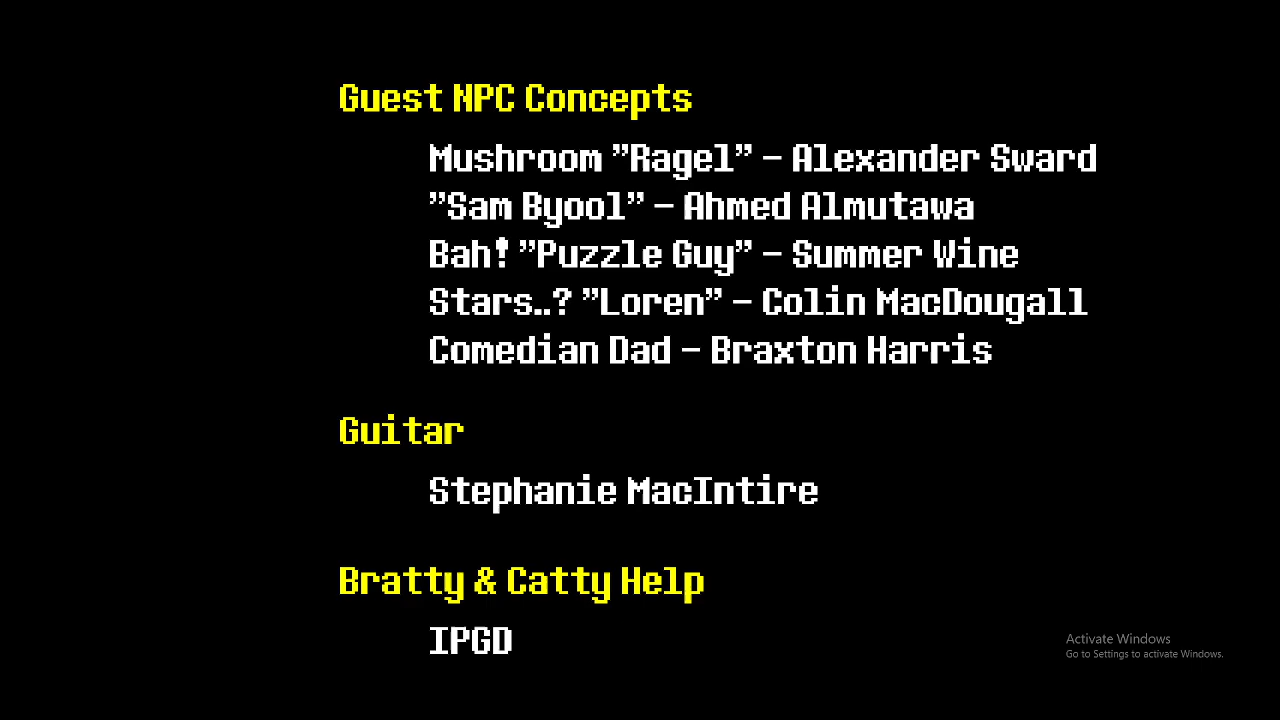 Guest NPC Concepts
Mushroom "Ragel" - Alexander Sward
"Sam Byool" - Ahmed Almutawa
Bah! "Puzzle Guy" - Summer Wine
Stars..? "Loren" - Colin MacDougall
Comedian Dad - Braxton Harris
Guitar
Stephanie MacIntire
Bratty & Catty Help
IPGD
Activate Windows
Go to Settings to activate Windows.